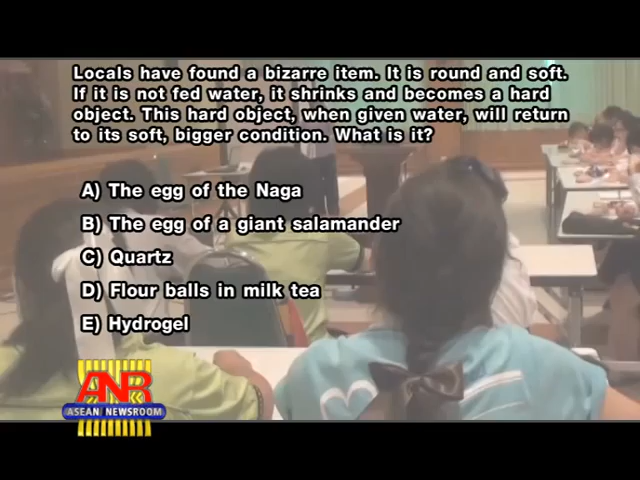 Locals have found a bizarre item. It is round and soft.
If it is not fed water, it shrinks and becomes a hard
object. This hard object, when given water, will return
to its soft, bigger condition. What is it?
A) The egg of the Naga
B) The egg of a giant salamander
C) Quartz
D) Flour balls in milk tea
E) Hydrogel
ANR
ASEAN NEWSROOM